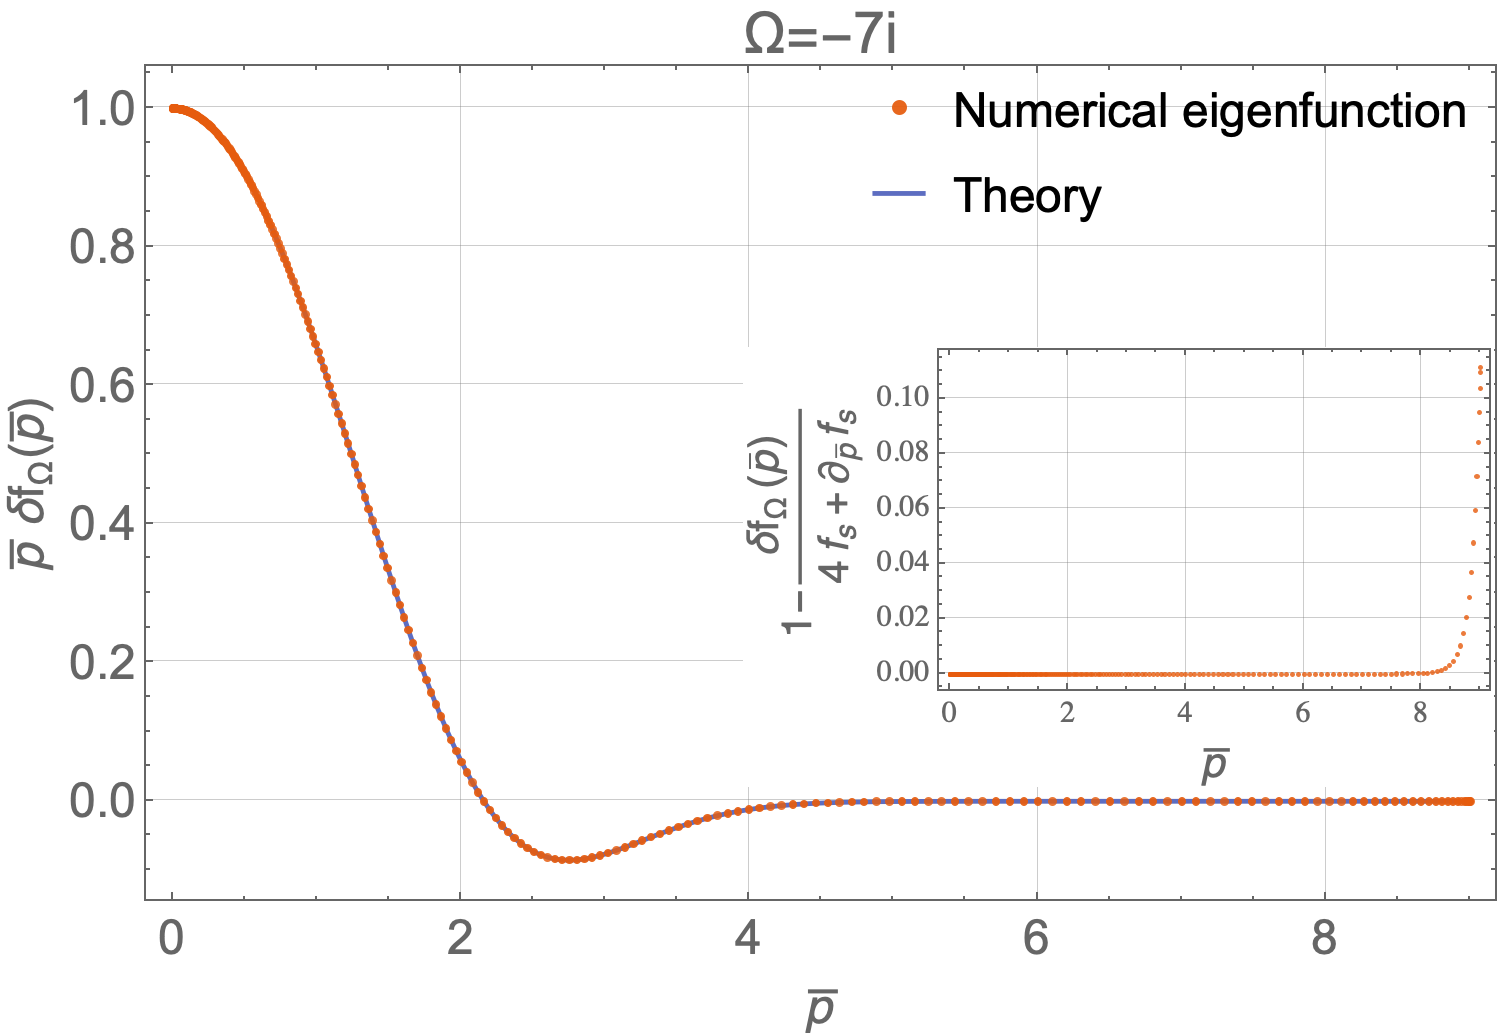 Ω=−7i
Numerical eigenfunction
Theory
p̅ δf_Ω(p̅)
1.0
0.8
0.6
0.4
0.2
0.0
0 2 4 6 8
p̅
1− δf_Ω(p̅) / 4 f_s + ∂_p̅ f_s
0.10
0.08
0.06
0.04
0.02
0.00
0 2 4 6 8
p̅